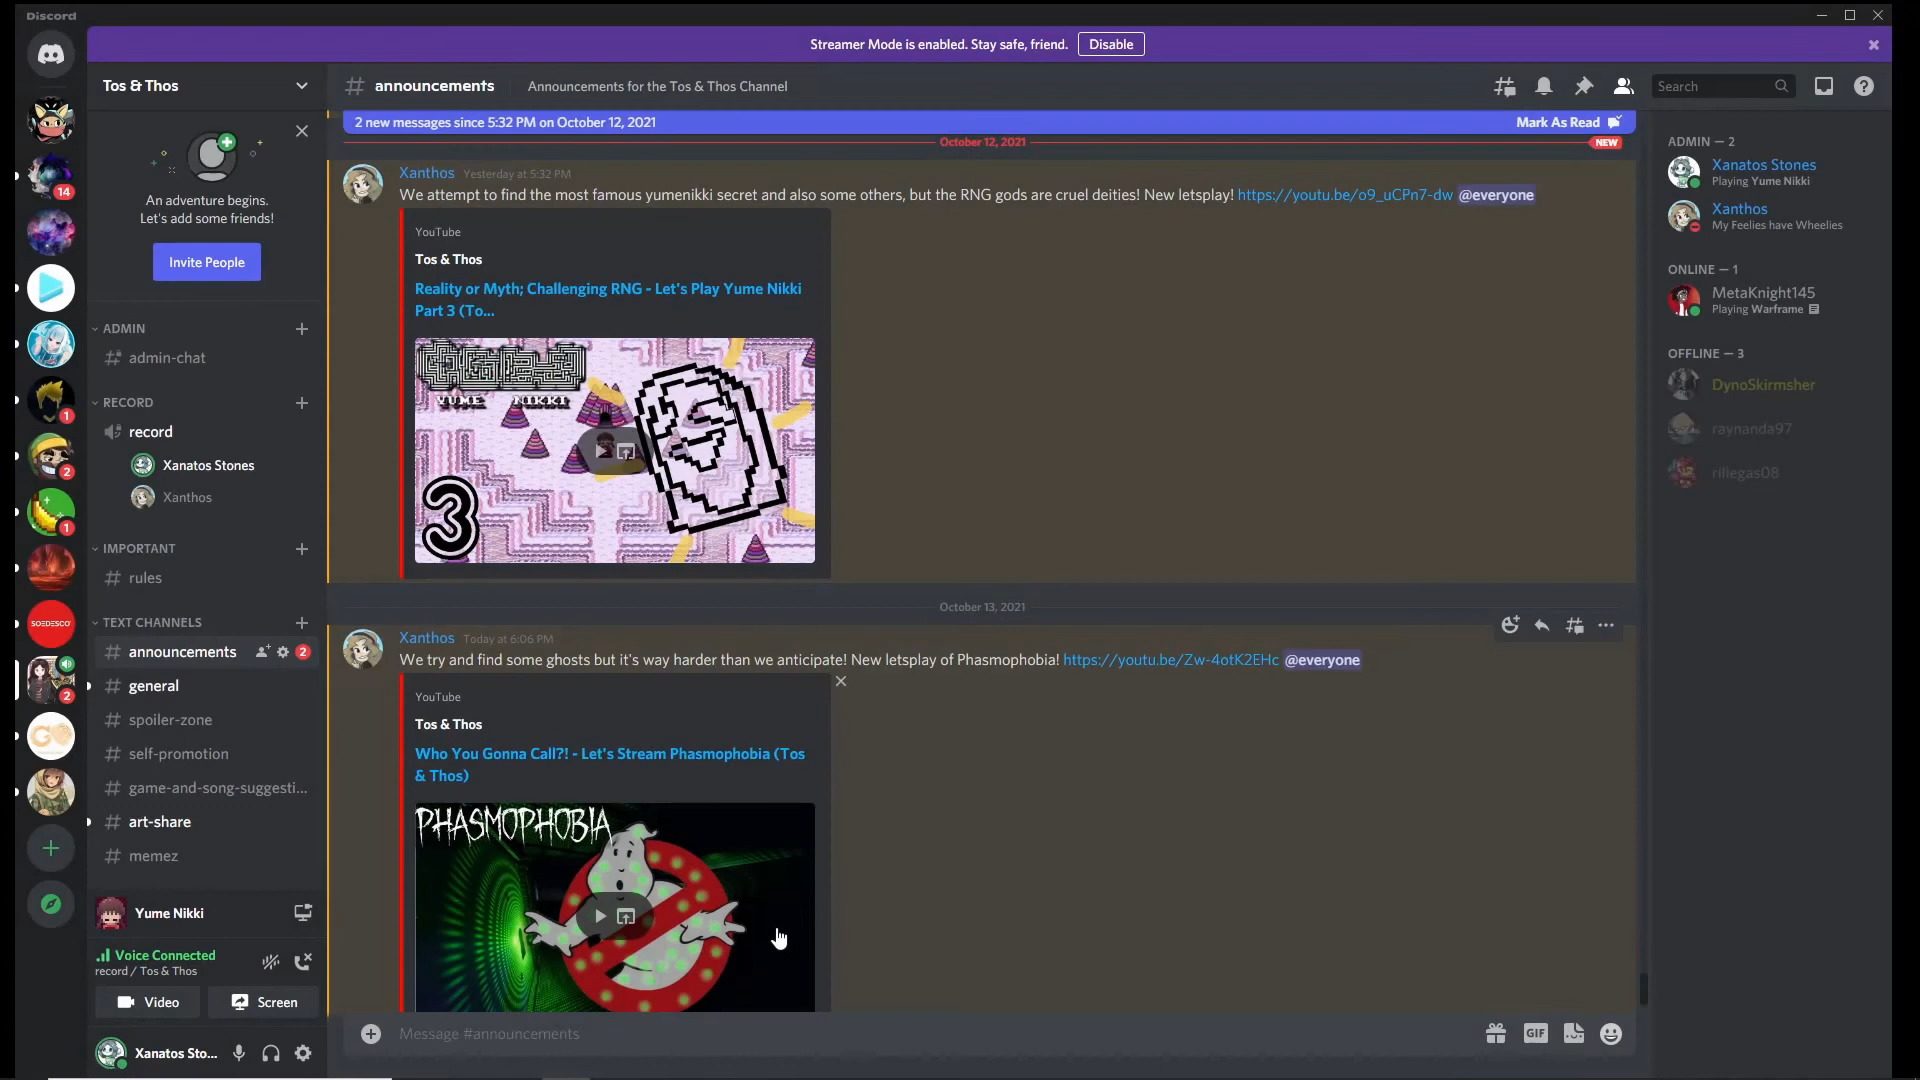 Discord
Streamer Mode is enabled. Stay safe, friend. Disable
Tos & Thos
announcements
Announcements for the Tos & Thos Channel
Search
2 new messages since 5:32 PM on October 12, 2021
Mark As Read
October 12, 2021
NEW
An adventure begins.
Let's add some friends!
Invite People
ADMIN
admin-chat
RECORD
record
Xanatos Stones
Xanthos
IMPORTANT
# rules
TEXT CHANNELS
# announcements 2
# general
# spoiler-zone
# self-promotion
# game-and-song-suggesti...
# art-share
# memez
14
1
2
1
SOEDESCO
2
Yume Nikki
Voice Connected
record / Tos & Thos
Video
Screen
Xanatos Sto...
Xanthos Yesterday at 5:32 PM
We attempt to find the most famous yumenikki secret and also some others, but the RNG gods are cruel deities! New letsplay! https://youtu.be/o9_uCPn7-dw @everyone
YouTube
Tos & Thos
Reality or Myth; Challenging RNG - Let's Play Yume Nikki
Part 3 (To...
YUME NIKKI
3
October 13, 2021
Xanthos Today at 6:06 PM
We try and find some ghosts but it's way harder than we anticipate! New letsplay of Phasmophobia! https://youtu.be/Zw-4otK2EHc @everyone
YouTube
Tos & Thos
Who You Gonna Call?! - Let's Stream Phasmophobia (Tos
& Thos)
PHASMOPHOBIA
Message #announcements
GIF
ADMIN — 2
Xanatos Stones
Playing Yume Nikki
Xanthos
My Feelies have Wheelies
ONLINE — 1
MetaKnight145
Playing Warframe
OFFLINE — 3
DynoSkirmsher
raynanda97
rillegas08